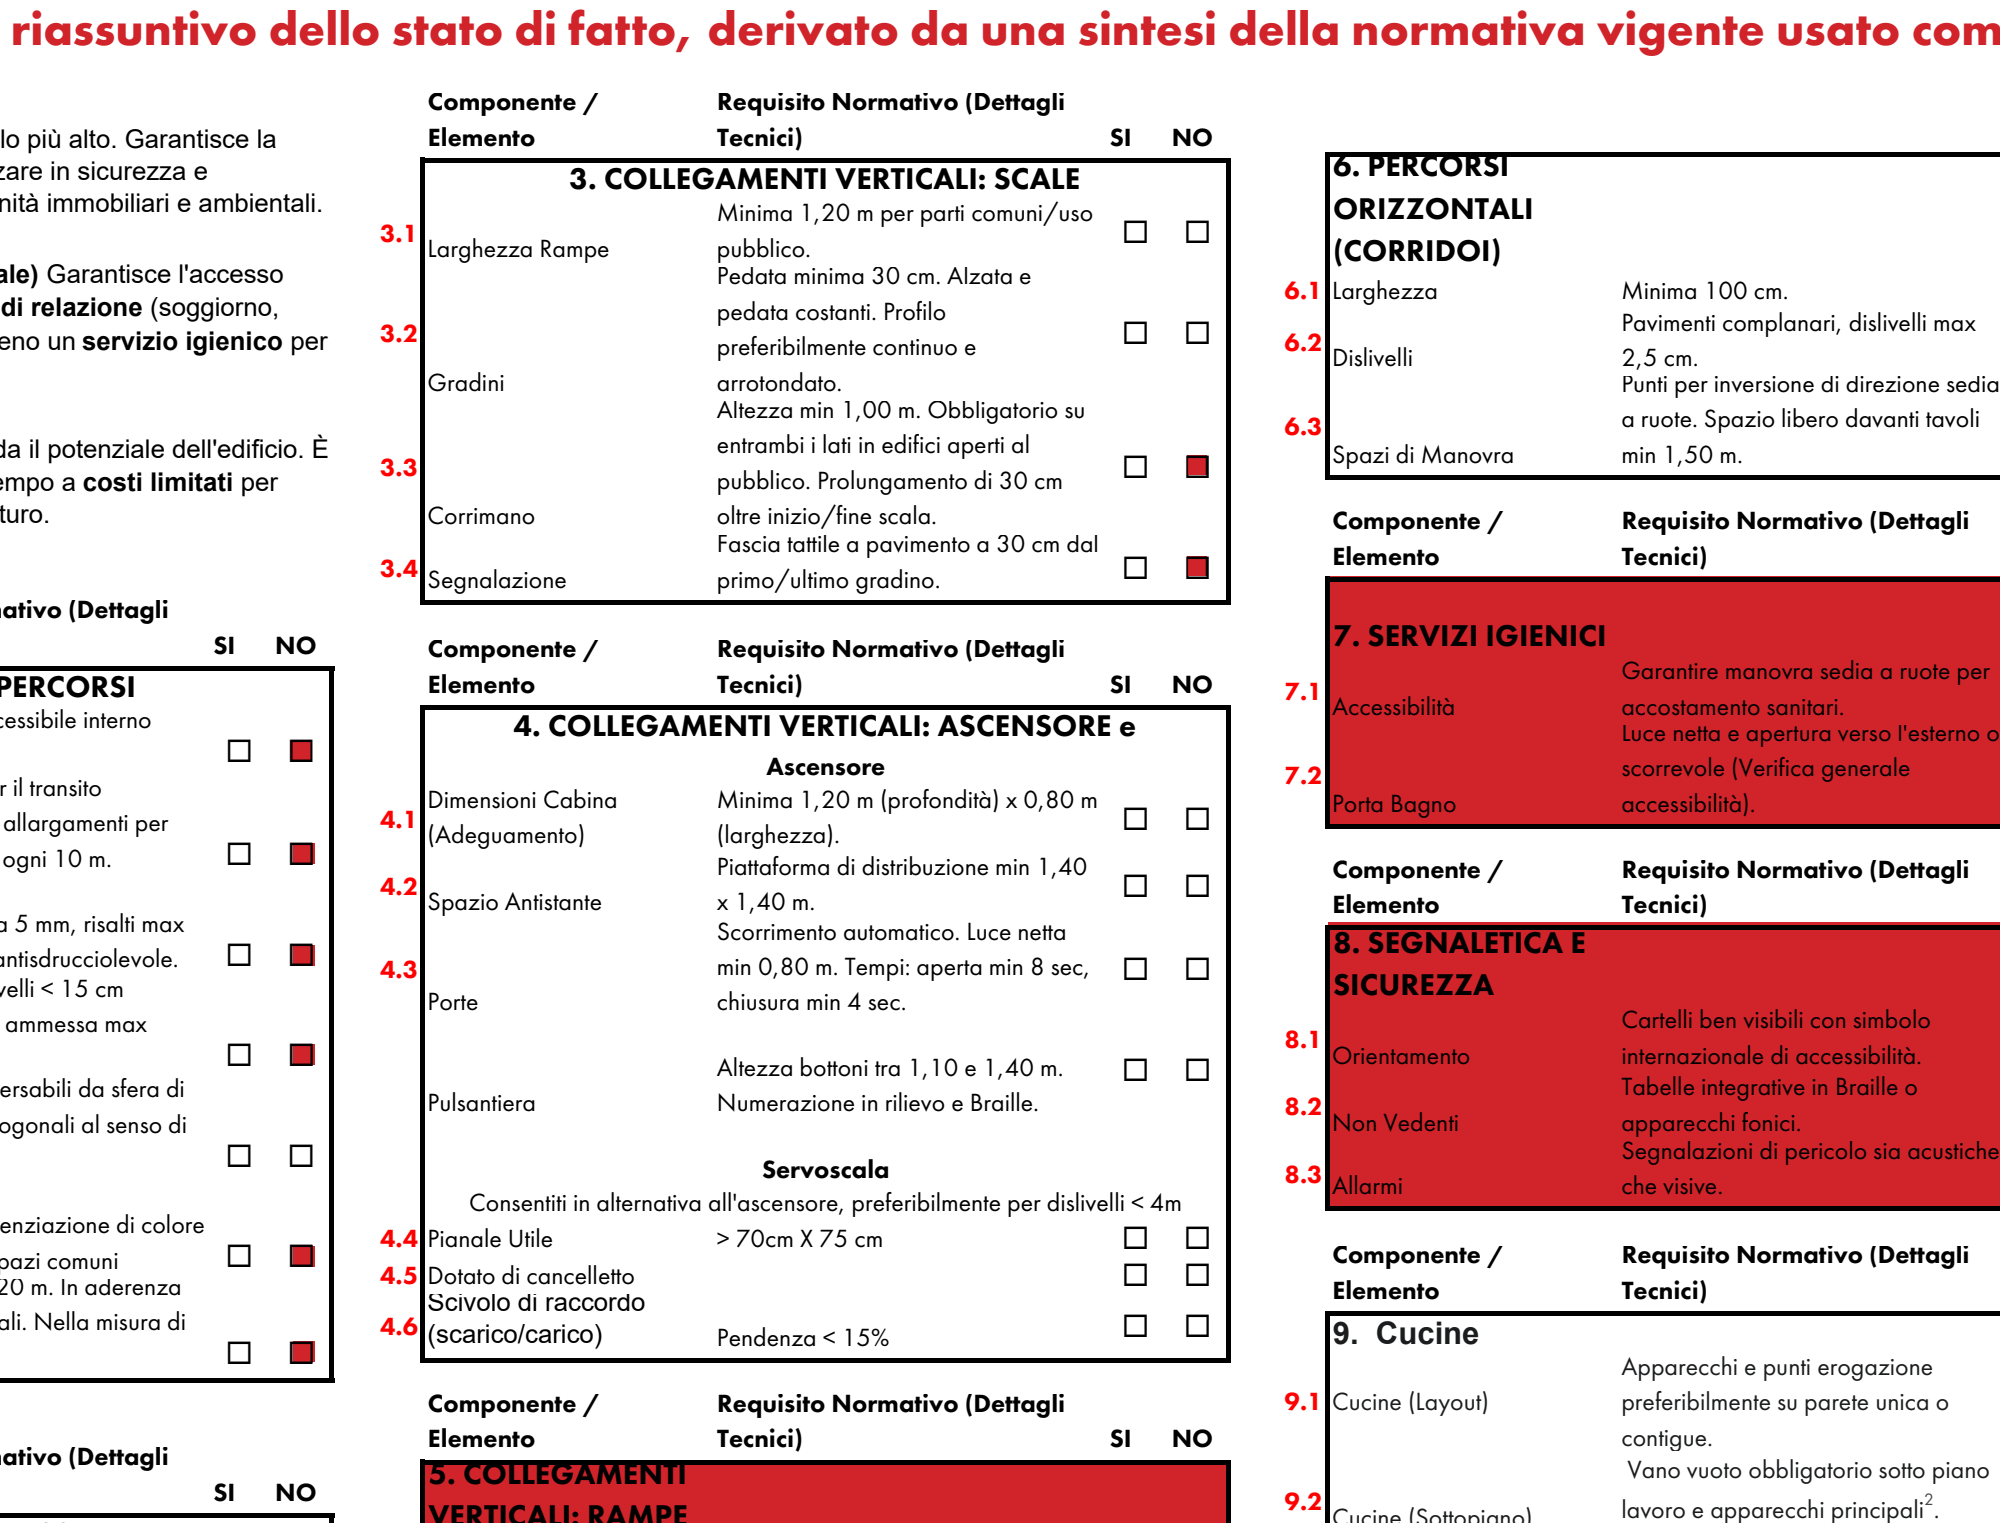 riassuntivo dello stato di fatto, derivato da una sintesi della normativa vigente usato com
lo più alto. Garantisce la
zare in sicurezza e
nità immobiliari e ambientali.
ale) Garantisce l'accesso
di relazione (soggiorno,
eno un servizio igienico per
da il potenziale dell'edificio. È
empo a costi limitati per
turo.
ativo (Dettagli
SI NO
PERCORSI
cessibile interno
r il transito
allargamenti per
ogni 10 m.
a 5 mm, risalti max
antisdrucciolevole.
velli < 15 cm
ammessa max
ersabili da sfera di
ogonali al senso di
enziazione di colore
pazi comuni
20 m. In aderenza
ali. Nella misura di
ativo (Dettagli
SI NO
Componente /
Elemento
Requisito Normativo (Dettagli
Tecnici) SI NO
3. COLLEGAMENTI VERTICALI: SCALE
3.1 Larghezza Rampe
Minima 1,20 m per parti comuni/uso
pubblico.
3.2 Gradini
Pedata minima 30 cm. Alzata e
pedata costanti. Profilo
preferibilmente continuo e
arrotondato.
3.3 Corrimano
Altezza min 1,00 m. Obbligatorio su
entrambi i lati in edifici aperti al
pubblico. Prolungamento di 30 cm
oltre inizio/fine scala.
3.4 Segnalazione
Fascia tattile a pavimento a 30 cm dal
primo/ultimo gradino.
Componente /
Elemento
Requisito Normativo (Dettagli
Tecnici) SI NO
4. COLLEGAMENTI VERTICALI: ASCENSORE e
Ascensore
4.1 Dimensioni Cabina
(Adeguamento)
Minima 1,20 m (profondità) x 0,80 m
(larghezza).
4.2 Spazio Antistante
Piattaforma di distribuzione min 1,40
x 1,40 m.
4.3 Porte
Scorrimento automatico. Luce netta
min 0,80 m. Tempi: aperta min 8 sec,
chiusura min 4 sec.
Pulsantiera
Altezza bottoni tra 1,10 e 1,40 m.
Numerazione in rilievo e Braille.
Servoscala
Consentiti in alternativa all'ascensore, preferibilmente per dislivelli < 4m
4.4 Pianale Utile > 70cm X 75 cm
4.5 Dotato di cancelletto
4.6 Scivolo di raccordo
(scarico/carico) Pendenza < 15%
Componente /
Elemento
Requisito Normativo (Dettagli
Tecnici) SI NO
5. COLLEGAMENTI
VERTICALI: RAMPE
6. PERCORSI
ORIZZONTALI
(CORRIDOI)
6.1 Larghezza Minima 100 cm.
6.2 Dislivelli
Pavimenti complanari, dislivelli max
2,5 cm.
6.3 Spazi di Manovra
Punti per inversione di direzione sedia
a ruote. Spazio libero davanti tavoli
min 1,50 m.
Componente /
Elemento
Requisito Normativo (Dettagli
Tecnici)
7. SERVIZI IGIENICI
7.1 Accessibilità
Garantire manovra sedia a ruote per
accostamento sanitari.
7.2 Porta Bagno
Luce netta e apertura verso l'esterno o
scorrevole (Verifica generale
accessibilità).
Componente /
Elemento
Requisito Normativo (Dettagli
Tecnici)
8. SEGNALETICA E
SICUREZZA
8.1 Orientamento
Cartelli ben visibili con simbolo
internazionale di accessibilità.
8.2 Non Vedenti
Tabelle integrative in Braille o
apparecchi fonici.
8.3 Allarmi
Segnalazioni di pericolo sia acustiche
che visive.
Componente /
Elemento
Requisito Normativo (Dettagli
Tecnici)
9. Cucine
9.1 Cucine (Layout)
Apparecchi e punti erogazione
preferibilmente su parete unica o
contigue.
9.2 Cucine (Sottopiano)
Vano vuoto obbligatorio sotto piano
lavoro e apparecchi principali².